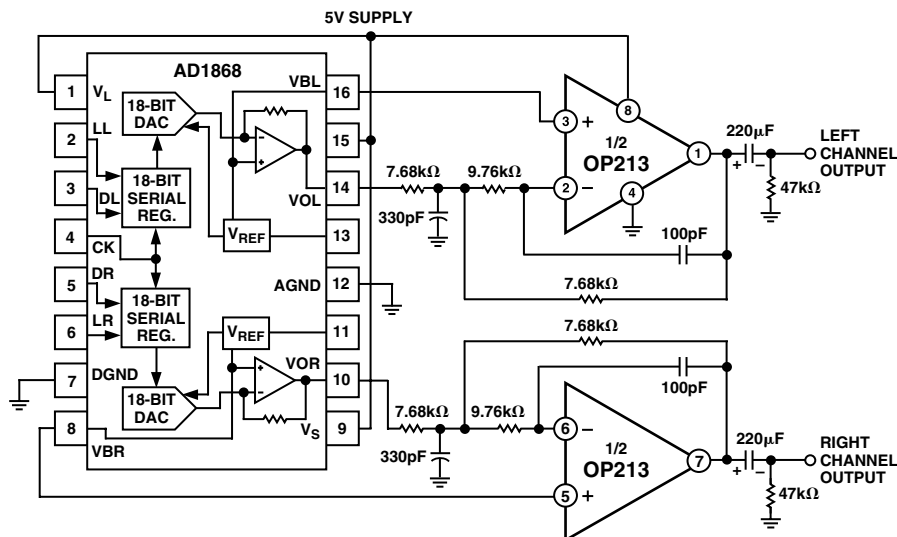 5V SUPPLY
AD1868
1
VL
VBL
16
18-BIT
DAC
2
LL
15
3
DL
18-BIT
SERIAL
REG.
VOL
14
4
CK
VREF
13
5
DR
AGND
12
6
LR
18-BIT
SERIAL
REG.
VREF
11
7
DGND
VOR
10
18-BIT
DAC
8
VBR
VS
9
+
−
−
+
7.68kΩ
9.76kΩ
330pF
3
+
2
−
8
1/2
OP213
1
4
100pF
7.68kΩ
220μF
+
−
47kΩ
LEFT
CHANNEL
OUTPUT
7.68kΩ
100pF
7.68kΩ
9.76kΩ
330pF
6
−
5
+
1/2
OP213
7
220μF
+
−
47kΩ
RIGHT
CHANNEL
OUTPUT